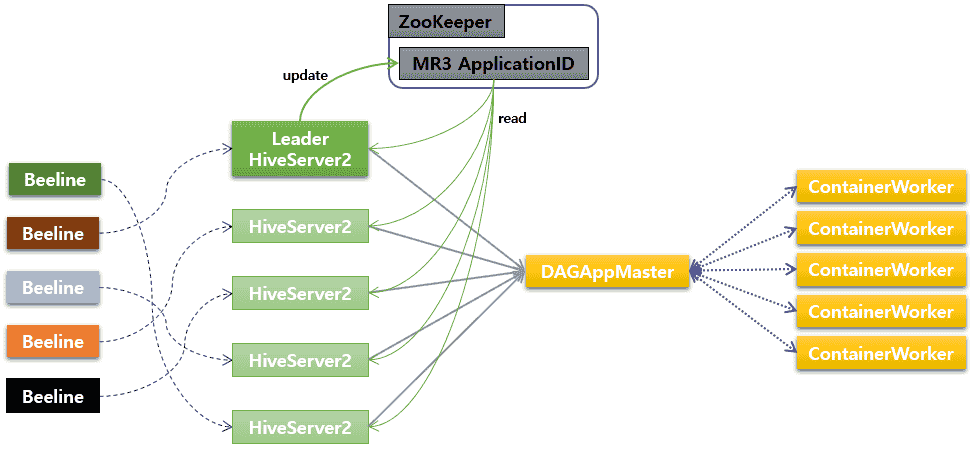 ZooKeeper
MR3 ApplicationID
update
read
Leader
HiveServer2
HiveServer2
HiveServer2
HiveServer2
HiveServer2
Beeline
Beeline
Beeline
Beeline
Beeline
DAGAppMaster
ContainerWorker
ContainerWorker
ContainerWorker
ContainerWorker
ContainerWorker